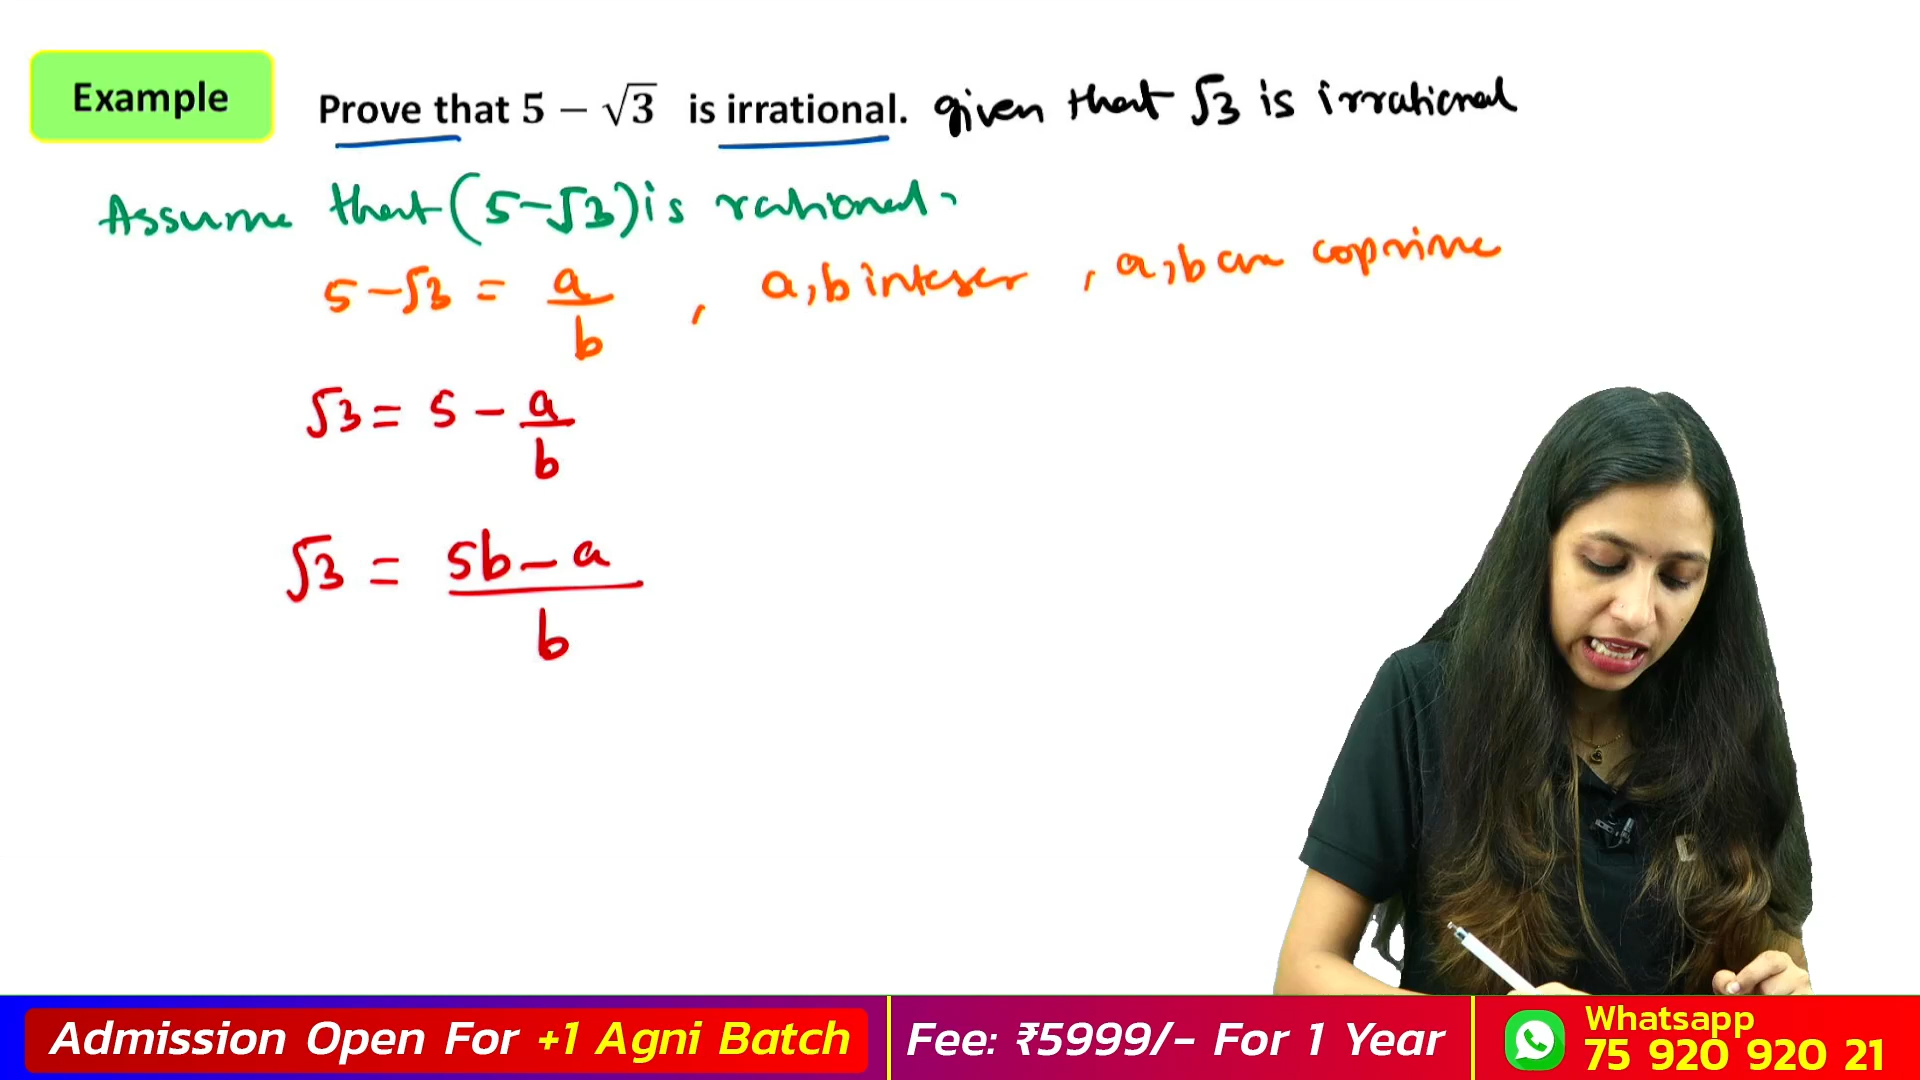 Example
Prove that 5 − √3 is irrational. given that √3 is irrational
Assume that (5-√3) is rational.
5-√3 = a/b , a,b integer , a,b are coprime
√3 = 5 - a/b
√3 = 5b-a/b
Admission Open For +1 Agni Batch
Fee: ₹5999/- For 1 Year
Whatsapp
75 920 920 21